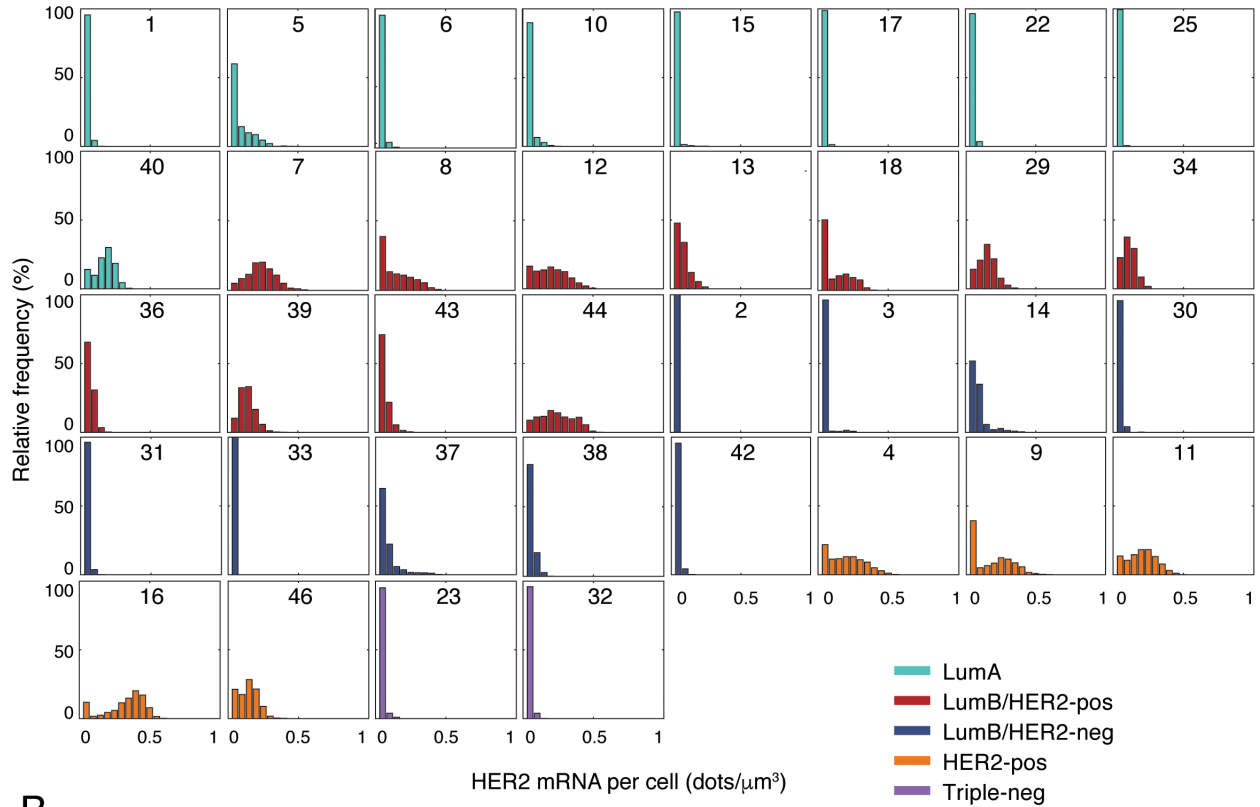 100 1 5 6 10 15 17 22 25
50
0
100 40 7 8 12 13 18 29 34
50
0
100 36 39 43 44 2 3 14 30
50
0
100 31 33 37 38 42 4 9 11
50
0
0 0.5 1 0 0.5 1 0 0.5 1 0 0.5 1
100 16 46 23 32
50
0
0 0.5 1 0 0.5 1 0 0.5 1 0 0.5 1
Relative frequency (%)
HER2 mRNA per cell (dots/μm³)
LumA
LumB/HER2-pos
LumB/HER2-neg
HER2-pos
Triple-neg
B